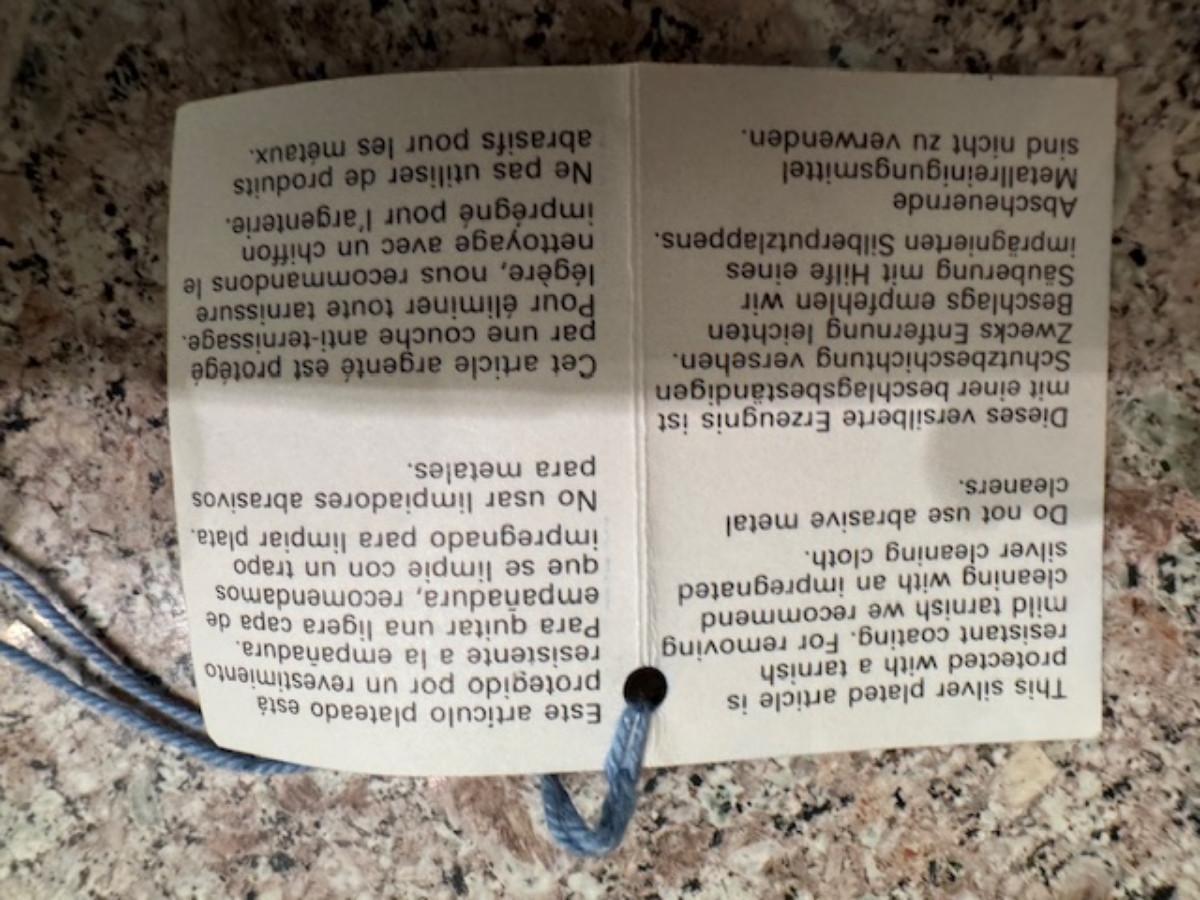 This silver plated article is
protected with a tarnish
resistant coating. For removing
mild tarnish we recommend
cleaning with an impregnated
silver cleaning cloth.
Do not use abrasive metal
cleaners.
Dieses versilberte Erzeugnis ist
mit einer beschlagsbeständigen
Schutzbeschichtung versehen.
Zwecks Entfernung leichten
Beschlags empfehlen wir
Säuberung mit Hilfe eines
imprägnierten Silberputzlappens.
Abscheuernde
Metallreinigungsmittel
sind nicht zu verwenden.
Este articulo plateado está
protegido por un revestimiento
resistente a la empañadura.
Para quitar una ligera capa de
empañadura, recomendamos
que se limpie con un trapo
impregnado para limpiar plata.
No usar limpiadores abrasivos
para metales.
Cet article argenté est protégé
par une couche anti-ternissage.
Pour éliminer toute tarnissure
légère, nous recommandons le
nettoyage avec un chiffon
imprégné pour l'argenterie.
Ne pas utiliser de produits
abrasifs pour les métaux.